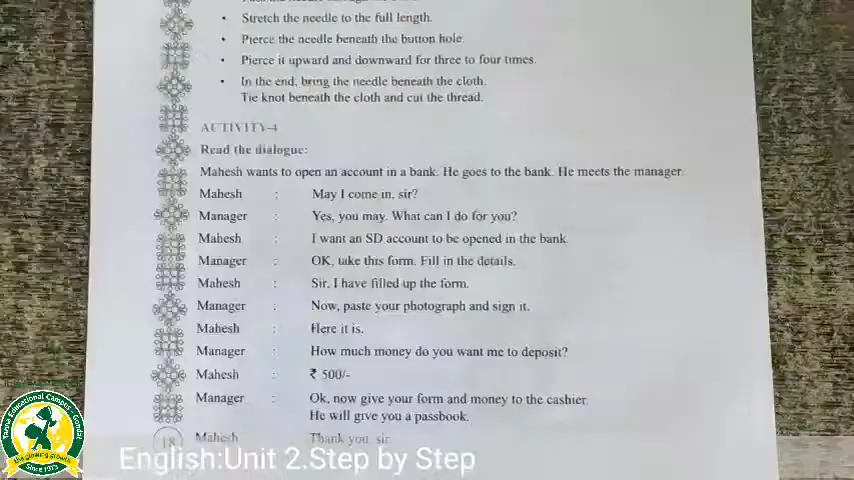 • Stretch the needle to the full length.
• Pierce the needle beneath the button hole.
• Pierce it upward and downward for three to four times.
• In the end, bring the needle beneath the cloth.
Tie knot beneath the cloth and cut the thread.
ACTIVITY-4
Read the dialogue:
Mahesh wants to open an account in a bank. He goes to the bank. He meets the manager.
Mahesh : May I come in, sir?
Manager : Yes, you may. What can I do for you?
Mahesh : I want an SD account to be opened in the bank.
Manager : OK, take this form. Fill in the details.
Mahesh : Sir, I have filled up the form.
Manager : Now, paste your photograph and sign it.
Mahesh : Here it is.
Manager : How much money do you want me to deposit?
Mahesh : ₹ 500/-
Manager : Ok, now give your form and money to the cashier.
He will give you a passbook.
18 Mahesh : Thank you, sir.
English:Unit 2.Step by Step
Educational Campus - Gondal
the glowing growth
Since 1973